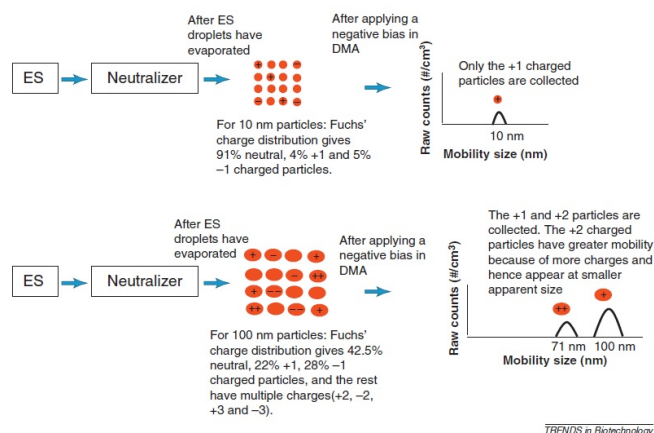 After ES
droplets have
evaporated
After applying a
negative bias in
DMA
ES
Neutralizer
+ −
+
− + −
For 10 nm particles: Fuchs’
charge distribution gives
91% neutral, 4% +1 and 5%
−1 charged particles.
Raw counts (#/cm³)
Only the +1 charged
particles are collected
+
10 nm
Mobility size (nm)
After ES
droplets have
evaporated
After applying a
negative bias in
DMA
ES
Neutralizer
+ − +
− ++
+ −−
++ −− +
For 100 nm particles: Fuchs’
charge distribution gives 42.5%
neutral, 22% +1, 28% −1
charged particles, and the rest
have multiple charges(+2, −2,
+3 and −3).
Raw counts (#/cm³)
The +1 and +2 particles are
collected. The +2 charged
particles have greater mobility
because of more charges and
hence appear at smaller
apparent size
++ +
71 nm 100 nm
Mobility size (nm)
TRENDS in Biotechnology